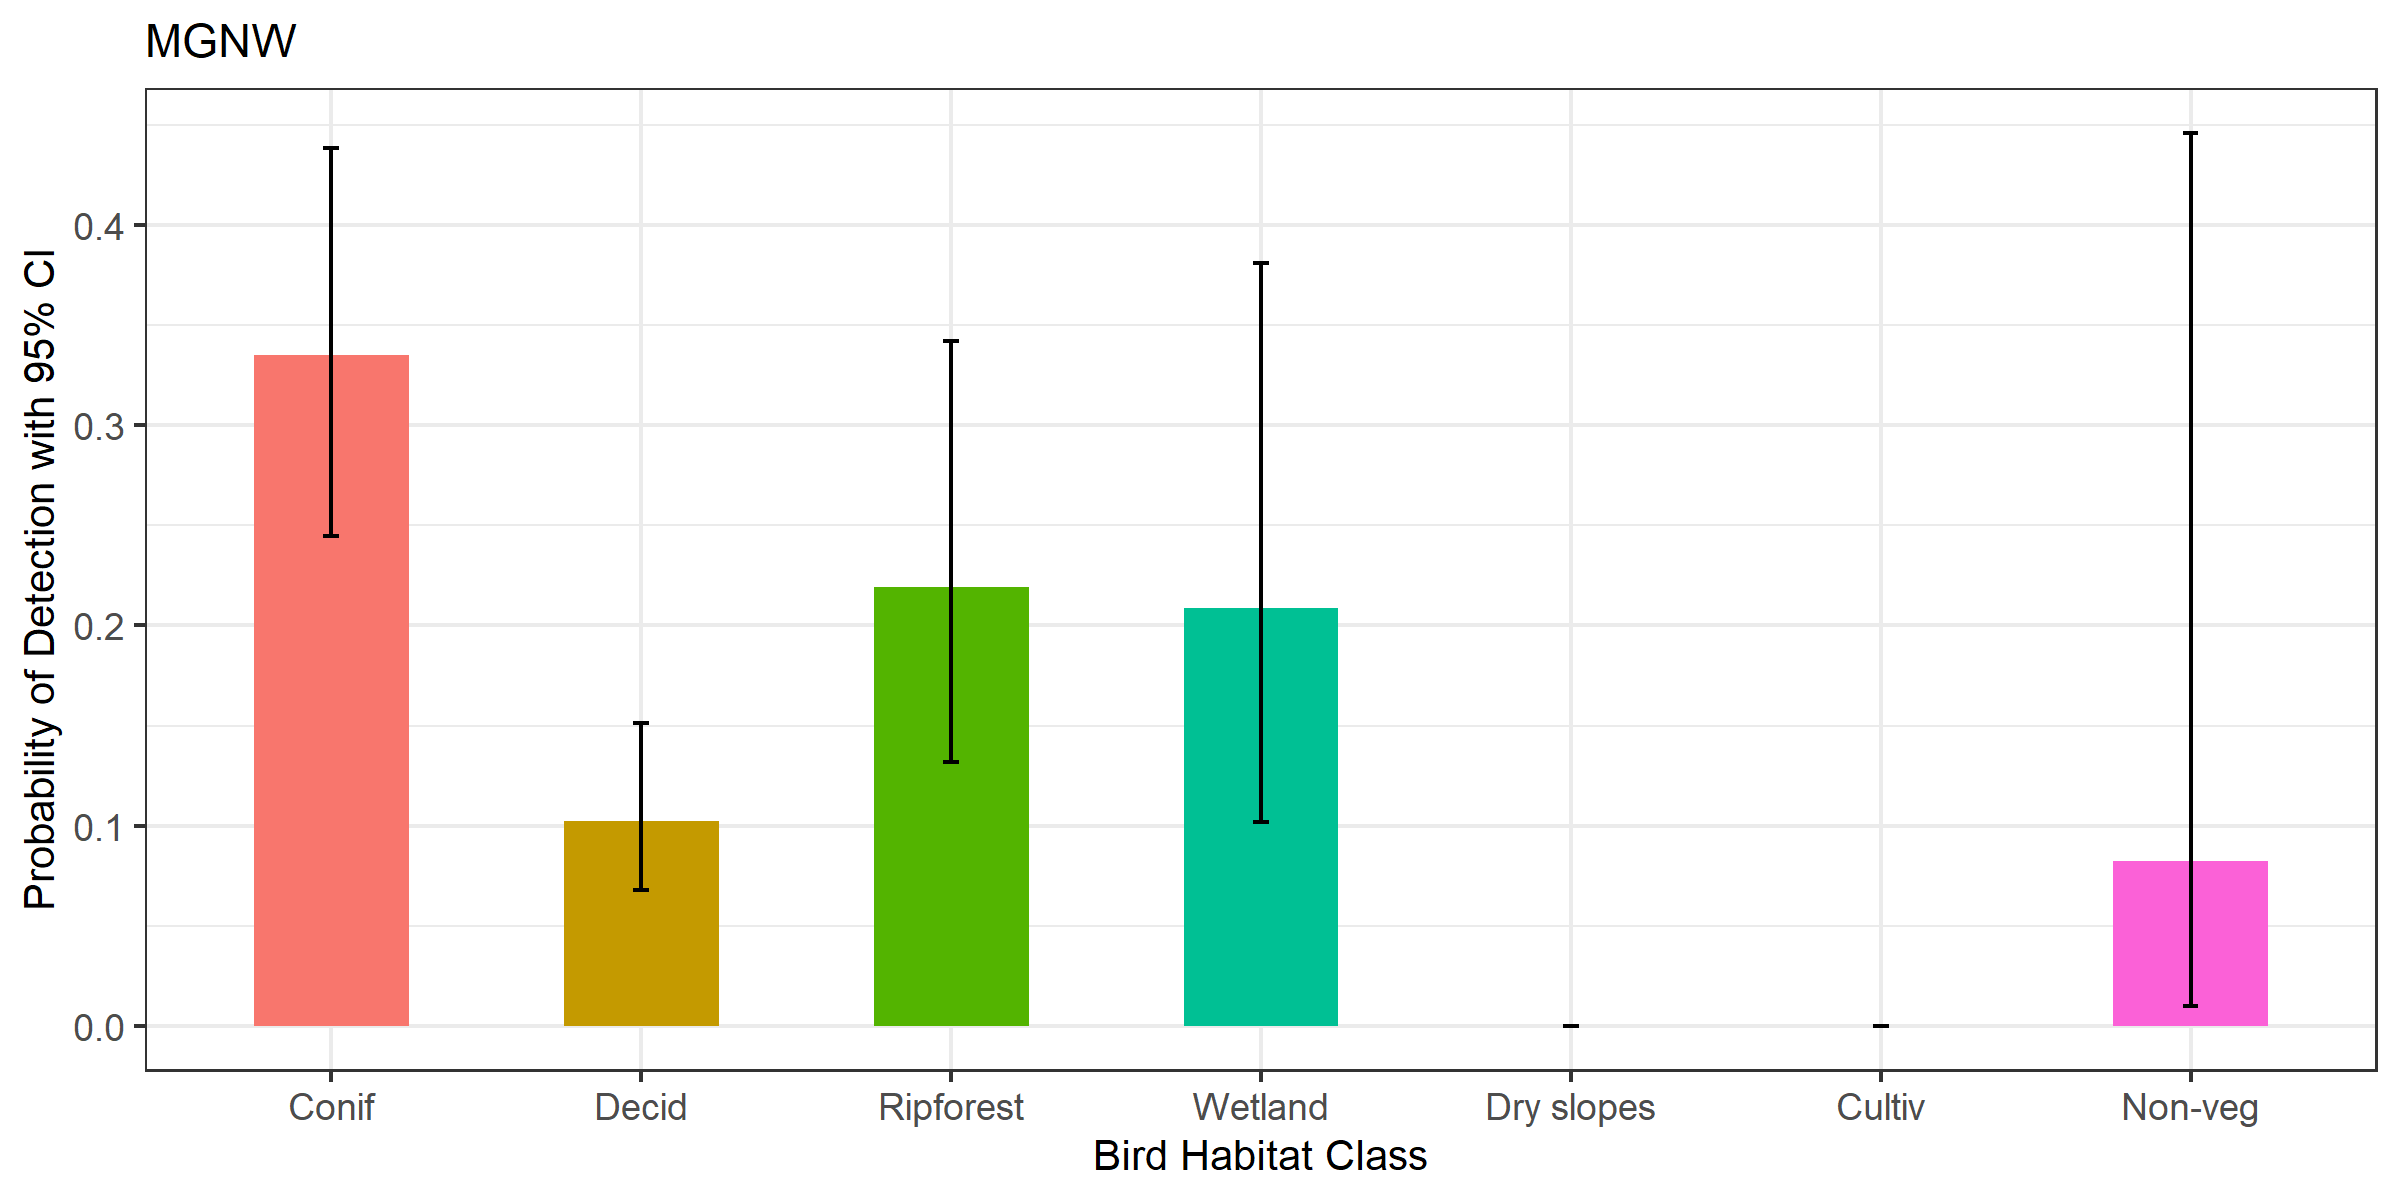 MGNW
Probability of Detection with 95% CI
0.4
0.3
0.2
0.1
0.0
Conif Decid Ripforest Wetland Dry slopes Cultiv Non-veg
Bird Habitat Class